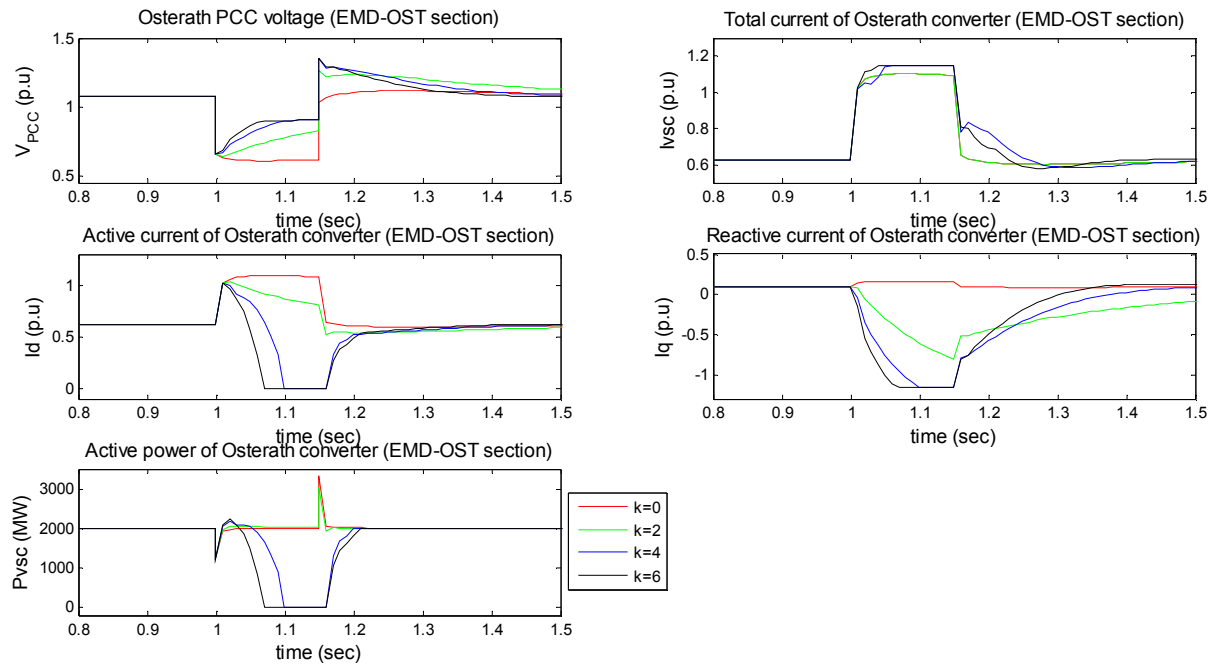 Osterath PCC voltage (EMD-OST section)
1.5
1
0.5
V_PCC (p.u)
0.8 0.9 1 1.1 1.2 1.3 1.4 1.5
time (sec)
Total current of Osterath converter (EMD-OST section)
1.2
1.0
0.8
0.6
Ivsc (p.u)
0.8 0.9 1 1.1 1.2 1.3 1.4 1.5
time (sec)
Active current of Osterath converter (EMD-OST section)
1
0.5
0
Id (p.u)
0.8 0.9 1 1.1 1.2 1.3 1.4 1.5
time (sec)
Reactive current of Osterath converter (EMD-OST section)
0
-0.5
-1
Iq (p.u)
0.8 0.9 1 1.1 1.2 1.3 1.4 1.5
time (sec)
Active power of Osterath converter (EMD-OST section)
3000
2000
1000
0
Pvsc (MW)
0.8 0.9 1 1.1 1.2 1.3 1.4 1.5
time (sec)
k=0
k=2
k=4
k=6